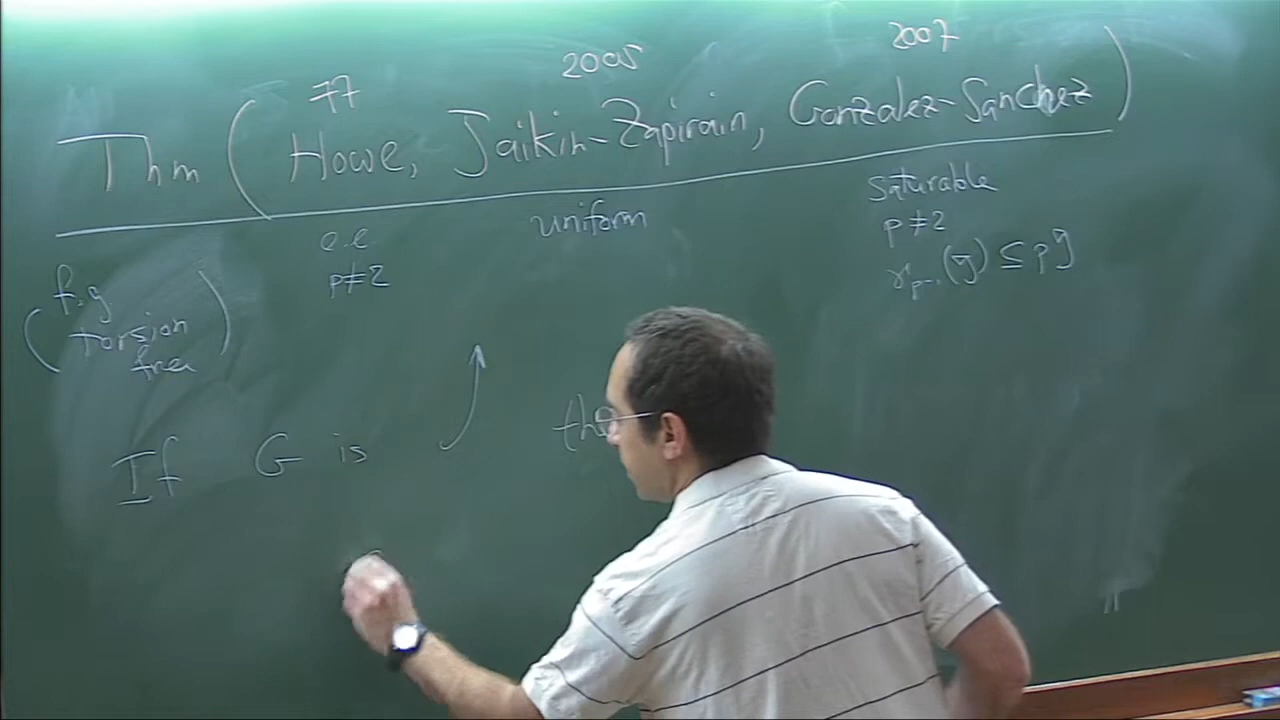 77 2005 2007
Thm (Howe, Jaikin-Zapirain, Gonzalez-Sanchez)
e.e. uniform saturable
p≠2 p≠2
(f.g. torsion free) γ_{p-1}(𝔤) ⊆ p𝔤
If G is the